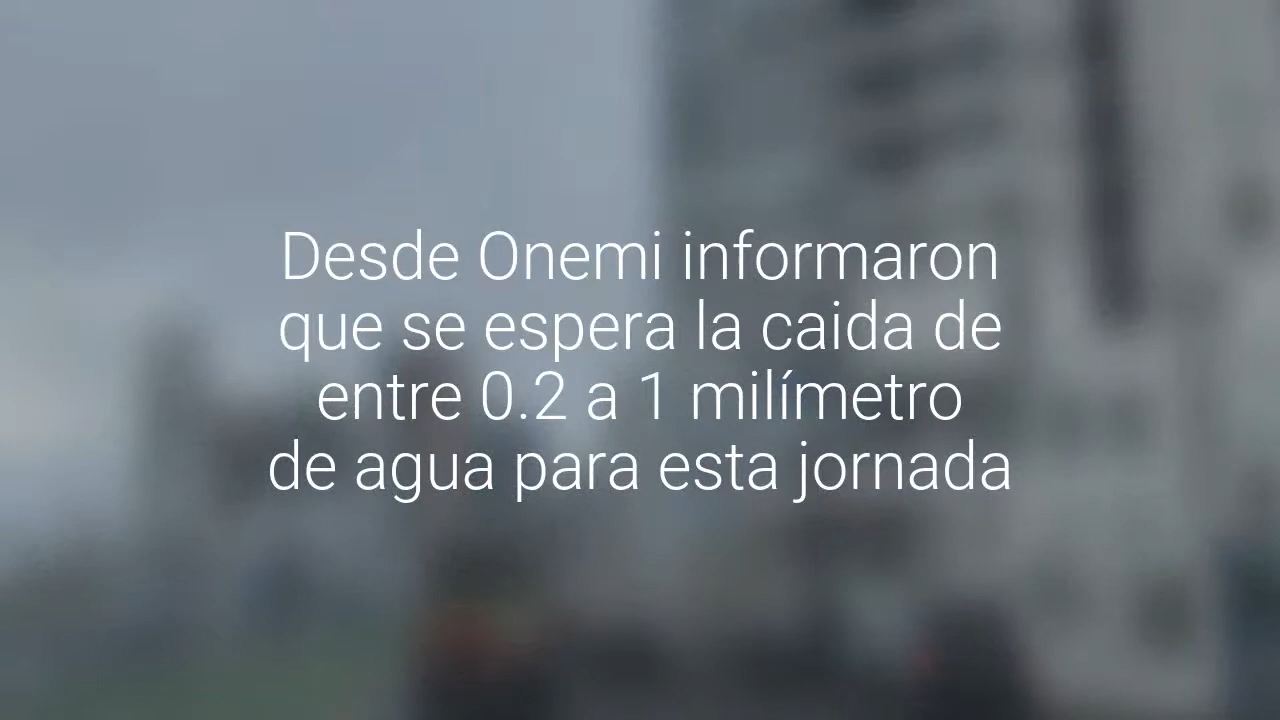 Desde Onemi informaron
que se espera la caida de
entre 0.2 a 1 milímetro
de agua para esta jornada